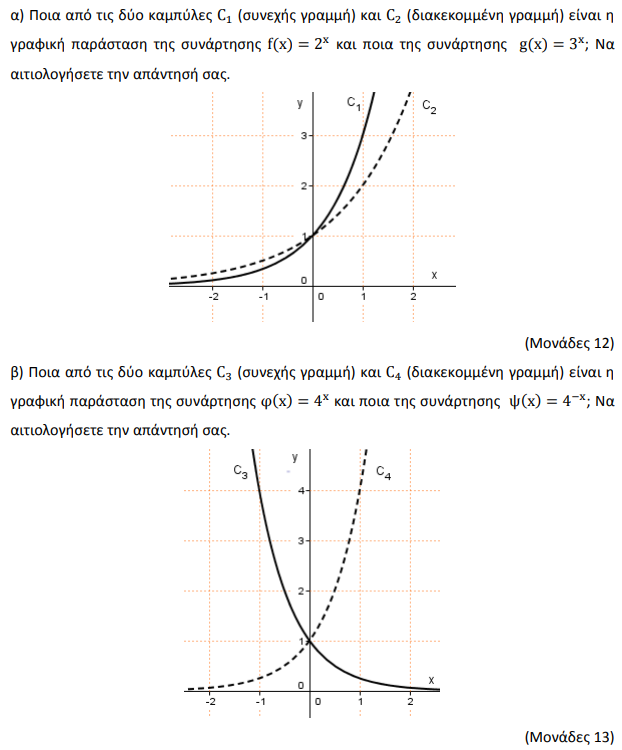 α) Ποια από τις δύο καμπύλες C₁ (συνεχής γραμμή) και C₂ (διακεκομμένη γραμμή) είναι η
γραφική παράσταση της συνάρτησης f(x) = 2ˣ και ποια της συνάρτησης g(x) = 3ˣ; Να
αιτιολογήσετε την απάντησή σας.
y C₁ C₂
3
2
1
0 x
-2 -1 0 1 2
(Μονάδες 12)
β) Ποια από τις δύο καμπύλες C₃ (συνεχής γραμμή) και C₄ (διακεκομμένη γραμμή) είναι η
γραφική παράσταση της συνάρτησης φ(x) = 4ˣ και ποια της συνάρτησης ψ(x) = 4⁻ˣ; Να
αιτιολογήσετε την απάντησή σας.
y
C₃ C₄
4
3
2
1
0 x
-2 -1 0 1 2
(Μονάδες 13)